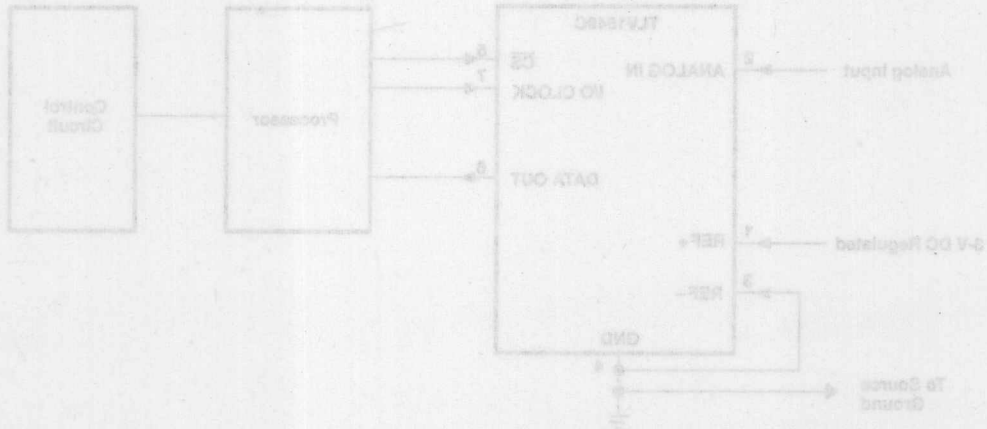 TLV1549C
Analog Input
2
ANALOG IN
CS
5
I/O CLOCK
7
Processor
Control
Circuit
DATA OUT
6
3-V DC Regulated
1
REF+
3
REF–
GND
4
To Source
Ground